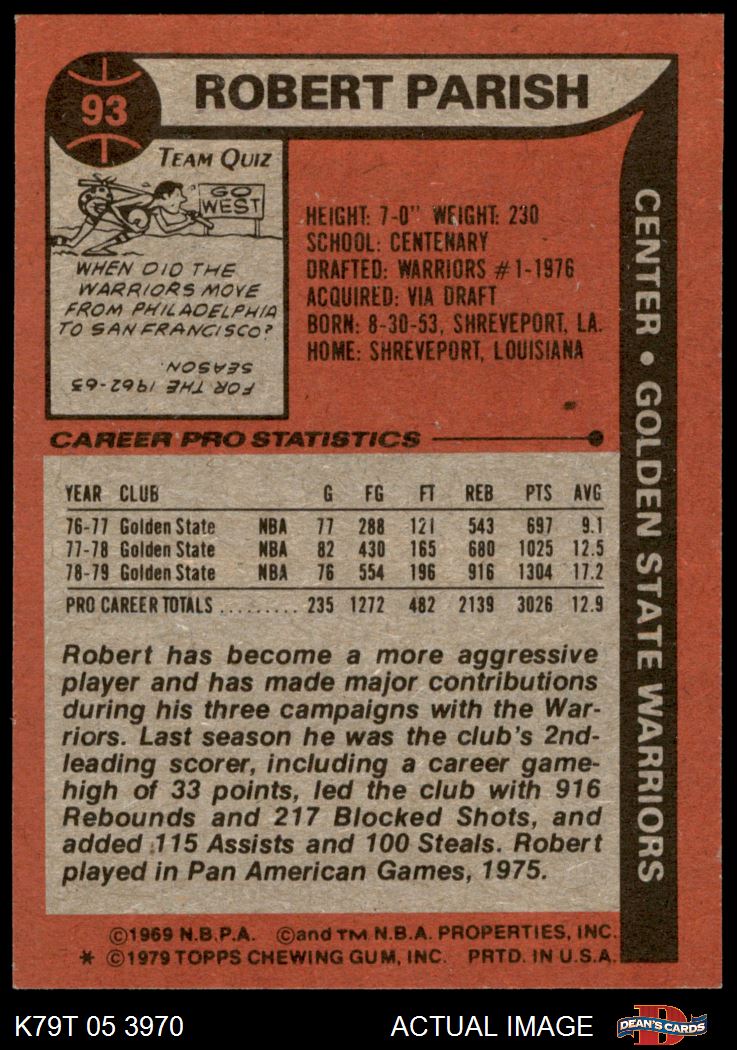 93
ROBERT PARISH
TEAM QUIZ
GO
WEST
WHEN DID THE
WARRIORS MOVE
FROM PHILADELPHIA
TO SAN FRANCISCO?
FOR THE 1962-63
SEASON
HEIGHT: 7-0" WEIGHT: 230
SCHOOL: CENTENARY
DRAFTED: WARRIORS #1-1976
ACQUIRED: VIA DRAFT
BORN: 8-30-53, SHREVEPORT, LA.
HOME: SHREVEPORT, LOUISIANA
CENTER • GOLDEN STATE WARRIORS
CAREER PRO STATISTICS
YEAR CLUB G FG FT REB PTS AVG
76-77 Golden State NBA 77 288 121 543 697 9.1
77-78 Golden State NBA 82 430 165 680 1025 12.5
78-79 Golden State NBA 76 554 196 916 1304 17.2
PRO CAREER TOTALS ......... 235 1272 482 2139 3026 12.9
Robert has become a more aggressive
player and has made major contributions
during his three campaigns with the War-
riors. Last season he was the club's 2nd-
leading scorer, including a career game-
high of 33 points, led the club with 916
Rebounds and 217 Blocked Shots, and
added 115 Assists and 100 Steals. Robert
played in Pan American Games, 1975.
©1969 N.B.P.A. ©and TM N.B.A. PROPERTIES, INC.
* ©1979 TOPPS CHEWING GUM, INC. PRTD. IN U.S.A.
K79T 05 3970 ACTUAL IMAGE
D
DEAN'S CARDS